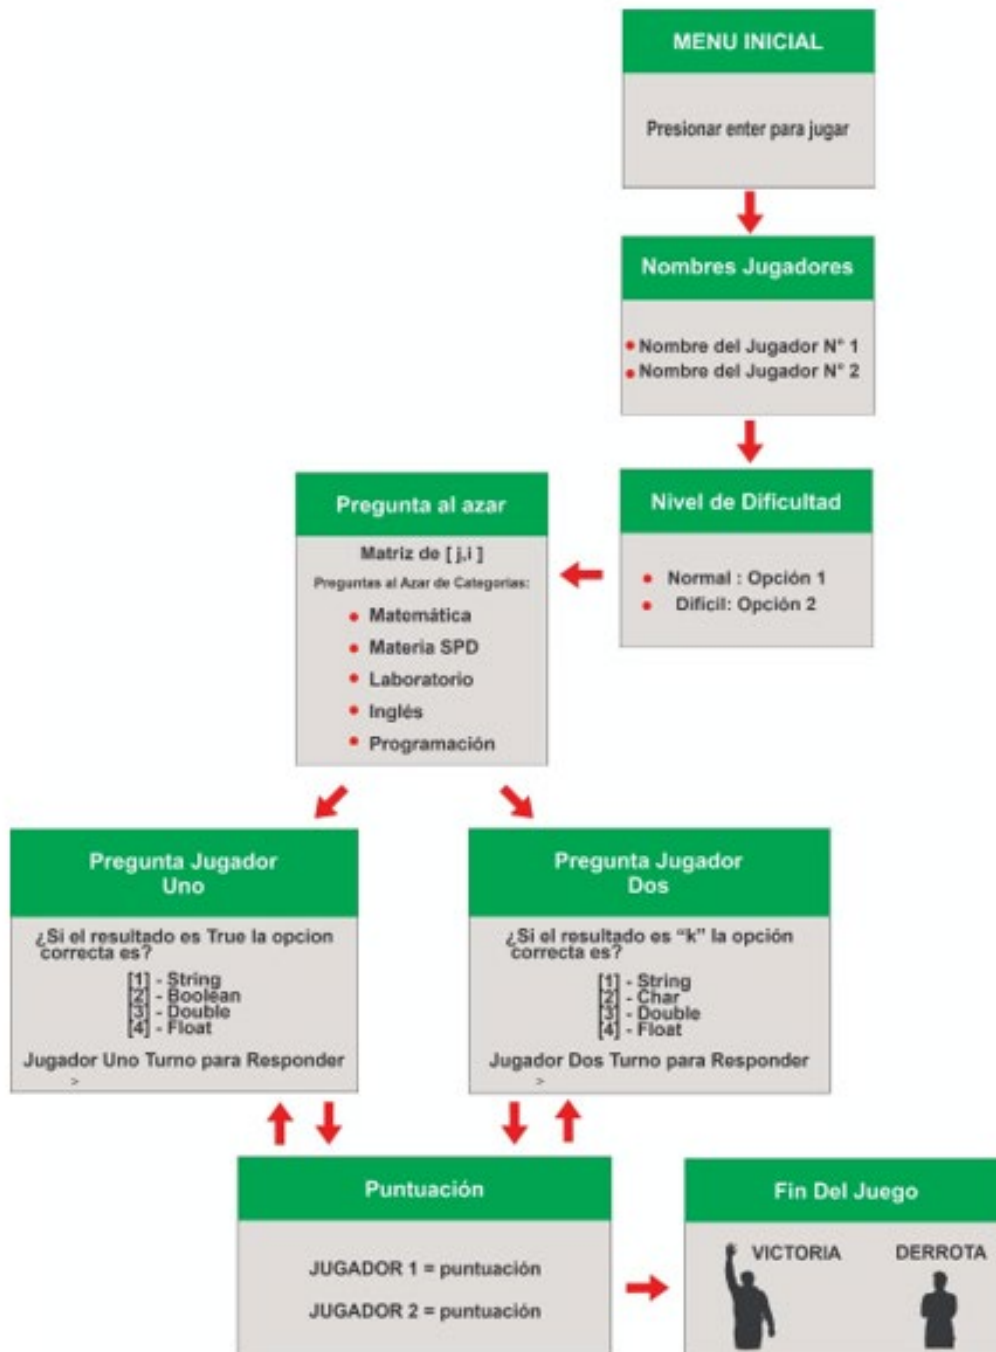 MENU INICIAL
Presionar enter para jugar
Nombres Jugadores
Nombre del Jugador N° 1
Nombre del Jugador N° 2
Nivel de Dificultad
Normal : Opción 1
Dificil: Opción 2
Pregunta al azar
Matriz de [ j,i ]
Preguntas al Azar de Categorias:
Matemática
Materia SPD
Laboratorio
Inglés
Programación
Pregunta Jugador
Uno
¿Si el resultado es True la opcion
correcta es?
[1] - String
[2] - Boolean
[3] - Double
[4] - Float
Jugador Uno Turno para Responder
>
Pregunta Jugador
Dos
¿Si el resultado es “k” la opción
correcta es?
[1] - String
[2] - Char
[3] - Double
[4] - Float
Jugador Dos Turno para Responder
>
Puntuación
JUGADOR 1 = puntuación
JUGADOR 2 = puntuación
Fin Del Juego
VICTORIA
DERROTA